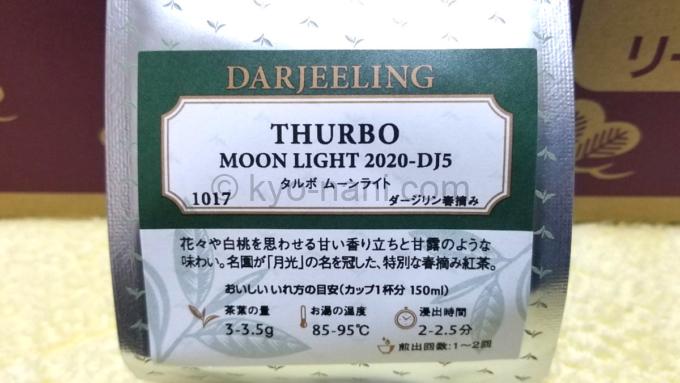 リー
DARJEELING
THURBO
MOON LIGHT 2020-DJ5
タルボ ムーンライト
© kyo-nani.com
1017 ダージリン春摘み
花々や白桃を思わせる甘い香り立ちと甘露のような
味わい。名園が「月光」の名を冠した、特別な春摘み紅茶。
おいしいいれ方の目安(カップ1杯分 150ml)
茶葉の量 お湯の温度 浸出時間
3-3.5g 85-95℃ 2-2.5分
煎出回数:1~2回